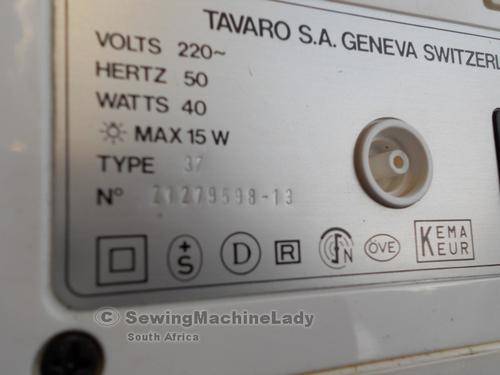 TAVARO S.A. GENEVA SWITZERL
VOLTS 220~
HERTZ 50
WATTS 40
MAX 15 W
TYPE 37
Nº Z1279598-13
+
S
D
R
N
ÖVE
KEMA
KEUR
© SewingMachineLady
South Africa